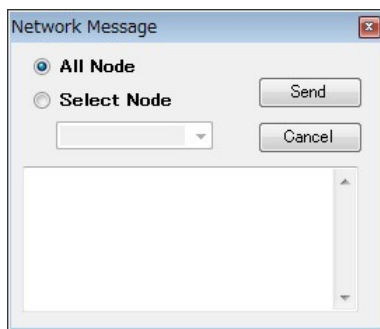 Network Message
All Node
Send
Select Node
Cancel